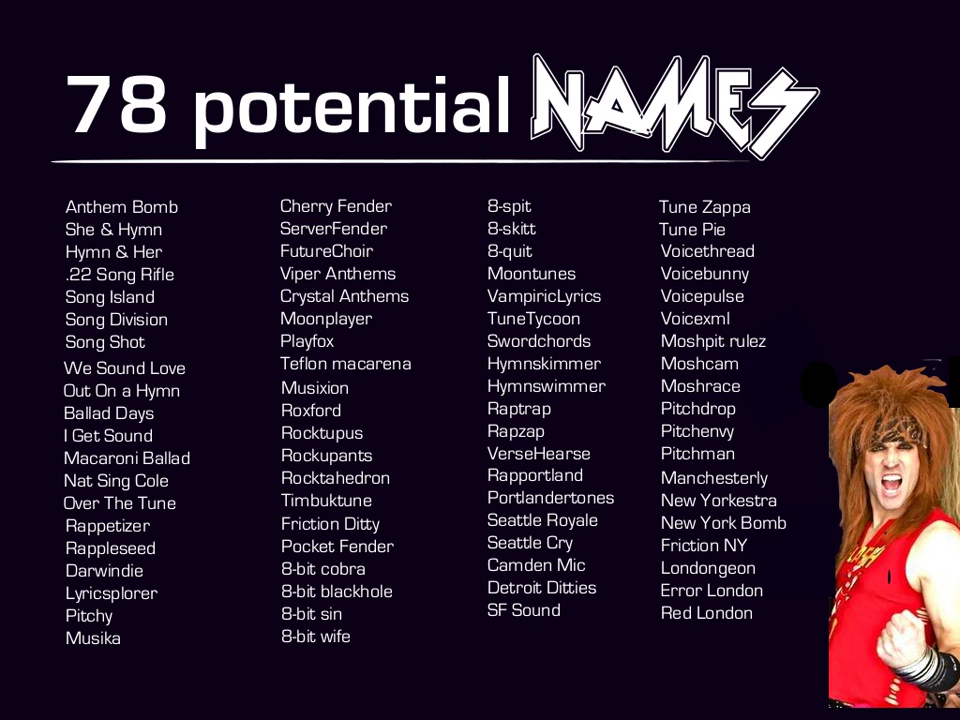 78 potential NAMES
Anthem Bomb
She & Hymn
Hymn & Her
.22 Song Rifle
Song Island
Song Division
Song Shot
We Sound Love
Out On a Hymn
Ballad Days
I Get Sound
Macaroni Ballad
Nat Sing Cole
Over The Tune
Rappetizer
Rappleseed
Darwindie
Lyricsplorer
Pitchy
Musika
Cherry Fender
ServerFender
FutureChoir
Viper Anthems
Crystal Anthems
Moonplayer
Playfox
Teflon macarena
Musixion
Roxford
Rocktupus
Rockupants
Rocktahedron
Timbuktune
Friction Ditty
Pocket Fender
8-bit cobra
8-bit blackhole
8-bit sin
8-bit wife
8-spit
8-skitt
8-quit
Moontunes
VampiricLyrics
TuneTycoon
Swordchords
Hymnskimmer
Hymnswimmer
Raptrap
Rapzap
VerseHearse
Rapportland
Portlandertones
Seattle Royale
Seattle Cry
Camden Mic
Detroit Ditties
SF Sound
Tune Zappa
Tune Pie
Voicethread
Voicebunny
Voicepulse
Voicexml
Moshpit rulez
Moshcam
Moshrace
Pitchdrop
Pitchenvy
Pitchman
Manchesterly
New Yorkestra
New York Bomb
Friction NY
Londongeon
Error London
Red London